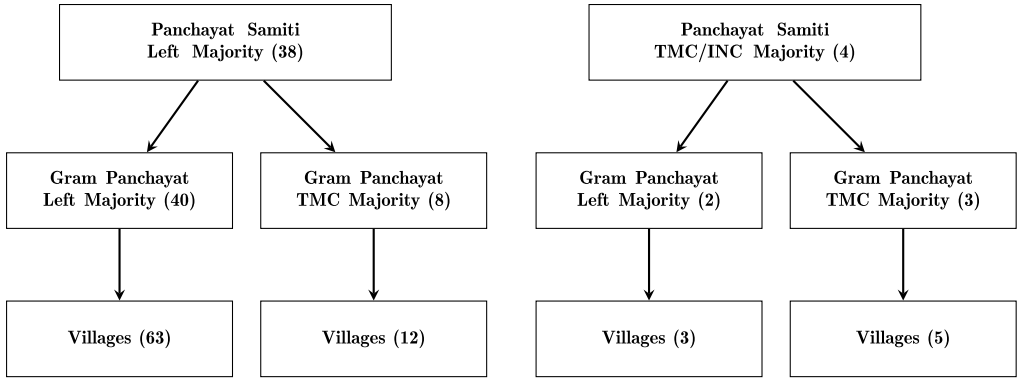 Panchayat Samiti
Left Majority (38)
Panchayat Samiti
TMC/INC Majority (4)
Gram Panchayat
Left Majority (40)
Gram Panchayat
TMC Majority (8)
Gram Panchayat
Left Majority (2)
Gram Panchayat
TMC Majority (3)
Villages (63)
Villages (12)
Villages (3)
Villages (5)